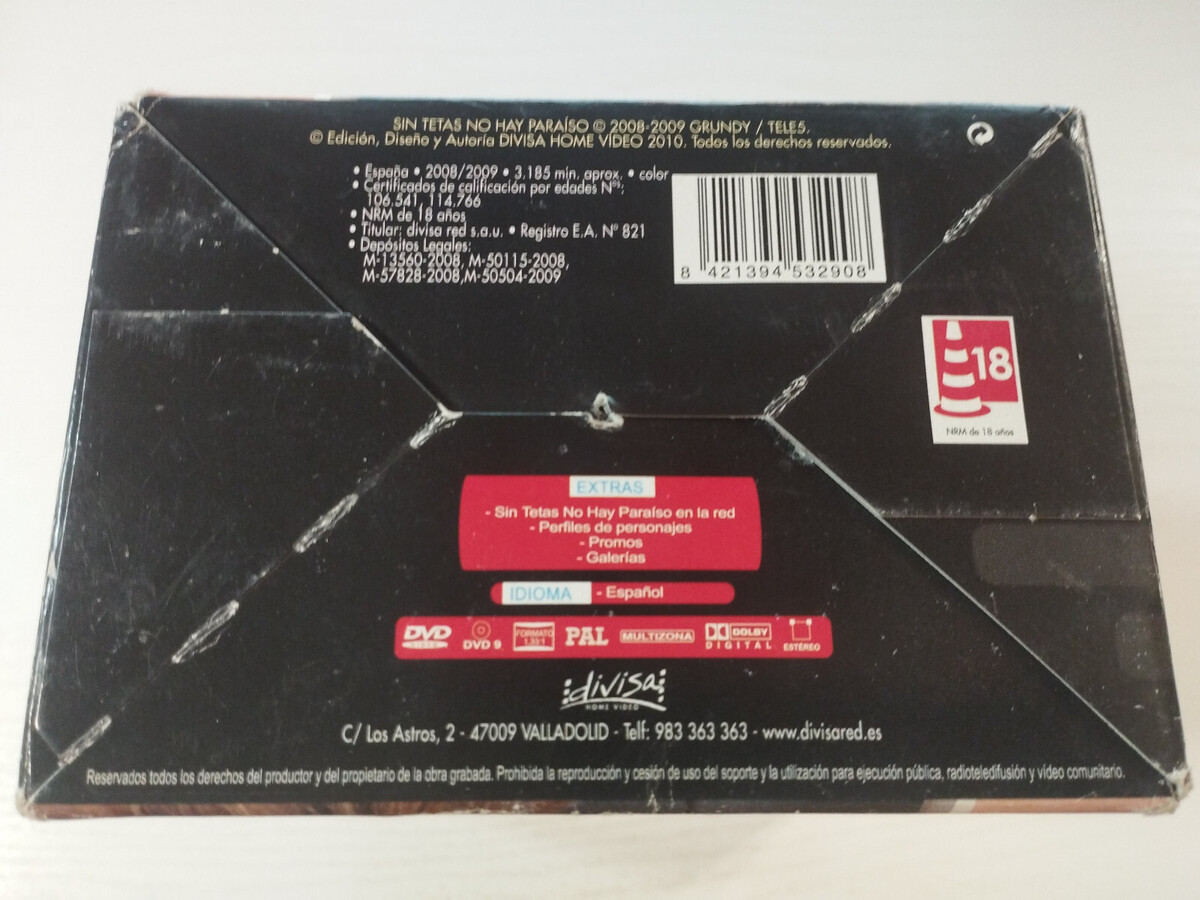 SIN TETAS NO HAY PARAÍSO © 2008-2009 GRUNDY / TELE5.
© Edición, Diseño y Autoría DIVISA HOME VÍDEO 2010. Todos los derechos reservados.
• España • 2008/2009 • 3.185 min. aprox. • color
• Certificados de calificación por edades Nºs:
106.541, 114.766
• NRM de 18 años
• Titular: divisa red s.a.u. • Registro E.A. Nº 821
• Depósitos Legales:
M-13560-2008, M-50115-2008,
M-57828-2008,M-50504-2009
8 421394 532908
18
NRM de 18 años
EXTRAS
- Sin Tetas No Hay Paraíso en la red
- Perfiles de personajes
- Promos
- Galerías
IDIOMA - Español
DVD VIDEO DVD 9 FORMATO 1.33:1 PAL MULTIZONA DOLBY DIGITAL ESTÉREO
divisa
HOME VIDEO
C/ Los Astros, 2 - 47009 VALLADOLID - Telf: 983 363 363 - www.divisared.es
Reservados todos los derechos del productor y del propietario de la obra grabada. Prohibida la reproducción y cesión de uso del soporte y la utilización para ejecución pública, radioteledifusión y vídeo comunitario.